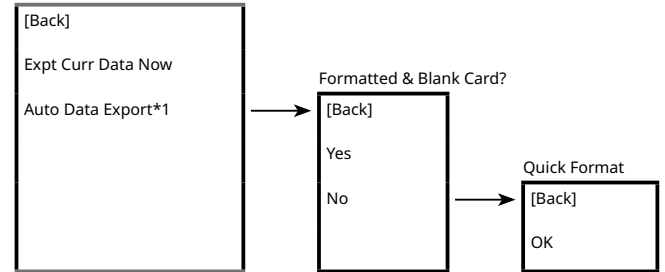 [Back]
Expt Curr Data Now
Auto Data Export*1
Formatted & Blank Card?
[Back]
Yes
No
Quick Format
[Back]
OK